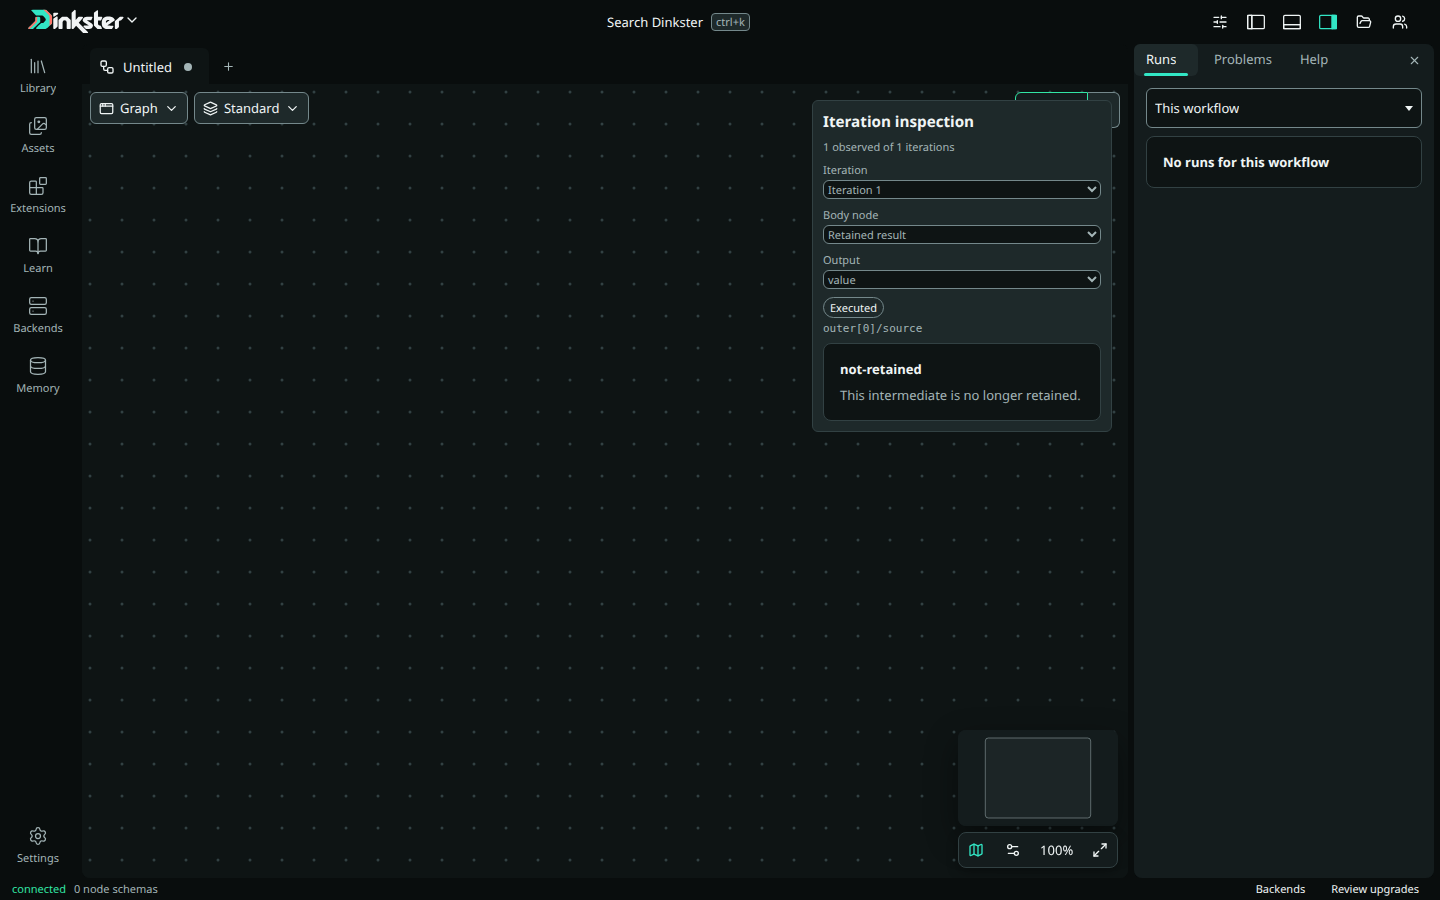 Dinkster
Search Dinkster ctrl+k
Library
Assets
Extensions
Learn
Backends
Memory
Settings
Untitled
Graph
Standard
Iteration inspection
1 observed of 1 iterations
Iteration
Iteration 1
Body node
Retained result
Output
value
Executed
outer[0]/source
not-retained
This intermediate is no longer retained.
100%
Runs
Problems
Help
This workflow
No runs for this workflow
connected
0 node schemas
Backends
Review upgrades